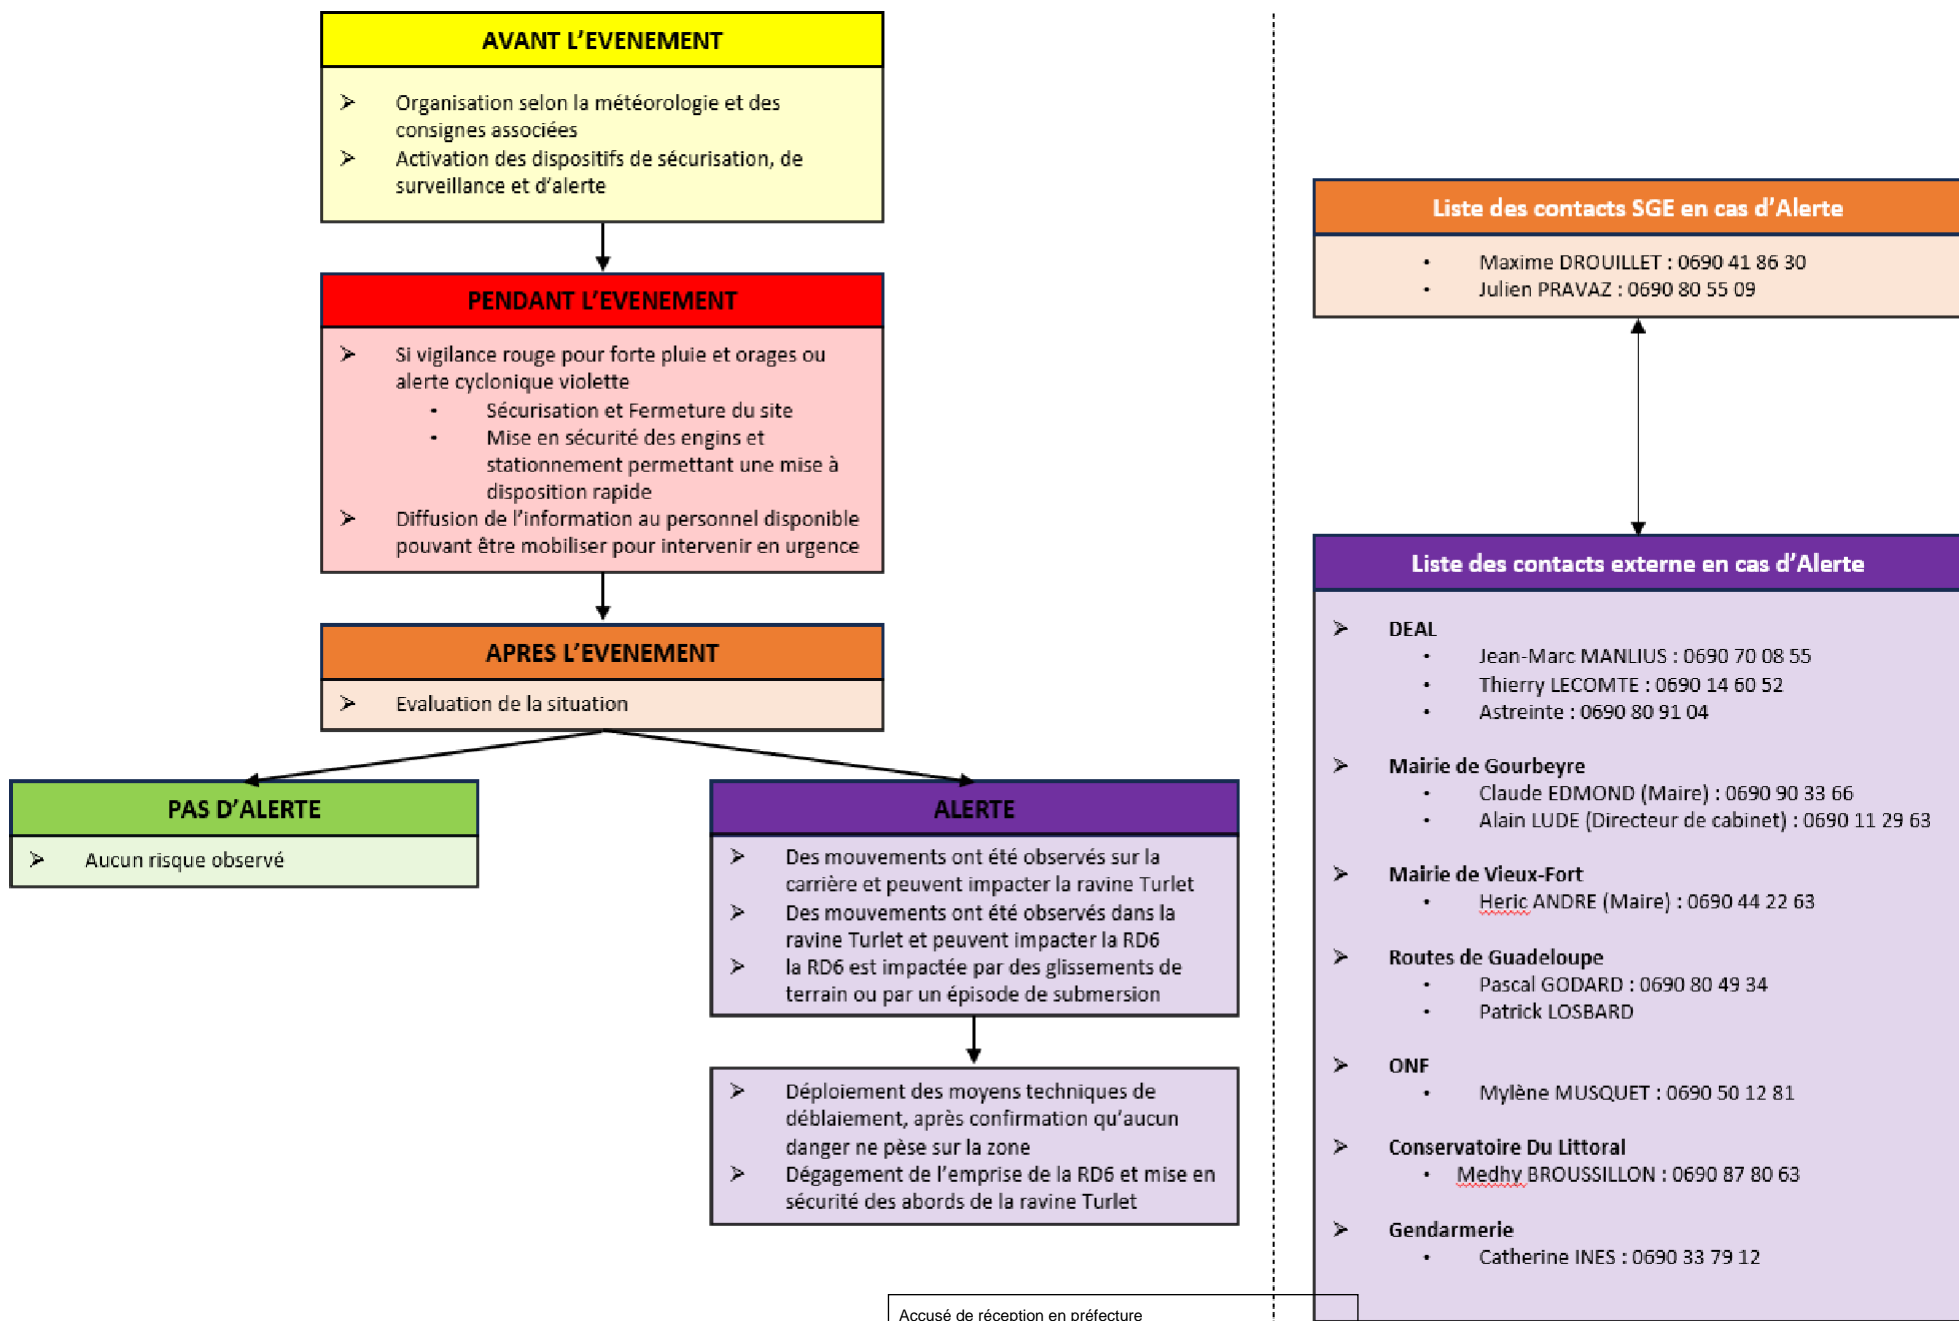 AVANT L'EVENEMENT
➢ Organisation selon la météorologie et des
consignes associées
➢ Activation des dispositifs de sécurisation, de
surveillance et d'alerte
PENDANT L'EVENEMENT
➢ Si vigilance rouge pour forte pluie et orages ou
alerte cyclonique violette
• Sécurisation et Fermeture du site
• Mise en sécurité des engins et
stationnement permettant une mise à
disposition rapide
➢ Diffusion de l'information au personnel disponible
pouvant être mobiliser pour intervenir en urgence
APRES L'EVENEMENT
➢ Evaluation de la situation
PAS D'ALERTE
➢ Aucun risque observé
ALERTE
➢ Des mouvements ont été observés sur la
carrière et peuvent impacter la ravine Turlet
➢ Des mouvements ont été observés dans la
ravine Turlet et peuvent impacter la RD6
➢ la RD6 est impactée par des glissements de
terrain ou par un épisode de submersion
➢ Déploiement des moyens techniques de
déblaiement, après confirmation qu'aucun
danger ne pèse sur la zone
➢ Dégagement de l'emprise de la RD6 et mise en
sécurité des abords de la ravine Turlet
Liste des contacts SGE en cas d'Alerte
• Maxime DROUILLET : 0690 41 86 30
• Julien PRAVAZ : 0690 80 55 09
Liste des contacts externe en cas d'Alerte
➢ DEAL
• Jean-Marc MANLIUS : 0690 70 08 55
• Thierry LECOMTE : 0690 14 60 52
• Astreinte : 0690 80 91 04
➢ Mairie de Gourbeyre
• Claude EDMOND (Maire) : 0690 90 33 66
• Alain LUDE (Directeur de cabinet) : 0690 11 29 63
➢ Mairie de Vieux-Fort
• Heric ANDRE (Maire) : 0690 44 22 63
➢ Routes de Guadeloupe
• Pascal GODARD : 0690 80 49 34
• Patrick LOSBARD
➢ ONF
• Mylène MUSQUET : 0690 50 12 81
➢ Conservatoire Du Littoral
• Medhy BROUSSILLON : 0690 87 80 63
➢ Gendarmerie
• Catherine INES : 0690 33 79 12
Accusé de réception en préfecture